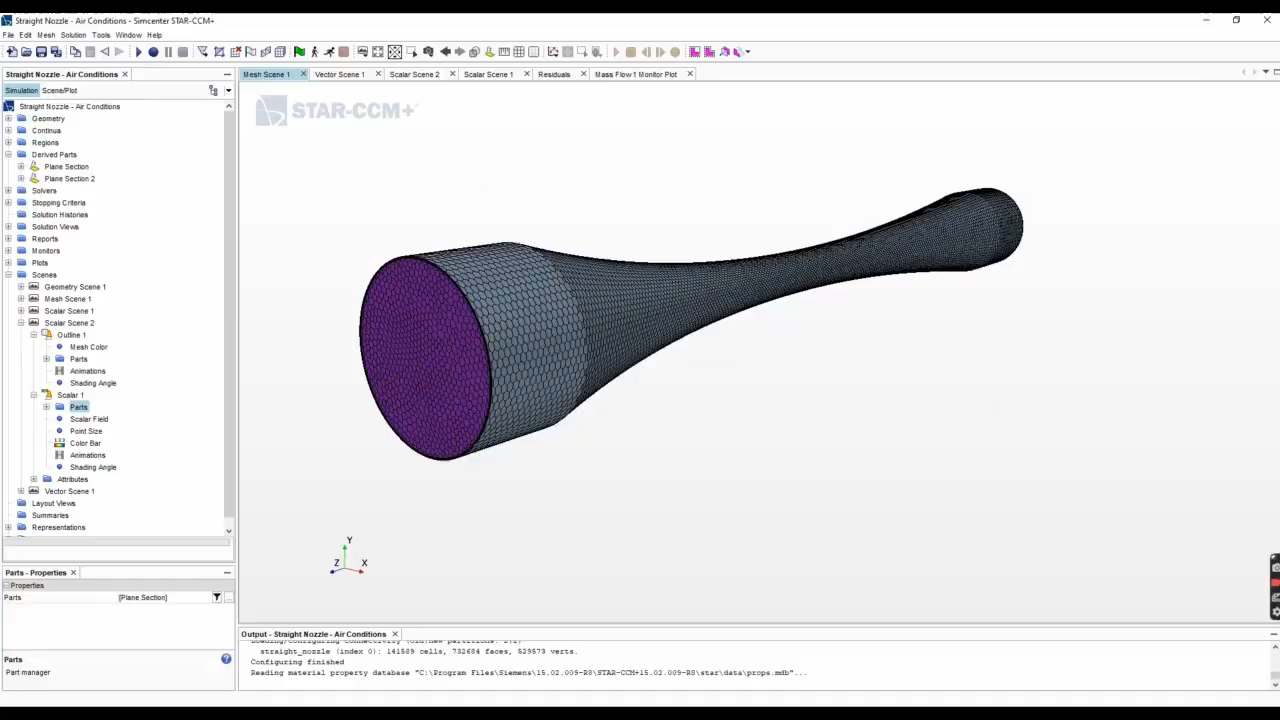 Straight Nozzle - Air Conditions - Simcenter STAR-CCM+
File Edit Mesh Solution Tools Window Help
Straight Nozzle - Air Conditions
Mesh Scene 1 Vector Scene 1 Scalar Scene 2 Scalar Scene 1 Residuals Mass Flow 1 Monitor Plot
Simulation Scene/Plot
Straight Nozzle - Air Conditions
Geometry
Continua
Regions
Derived Parts
Plane Section
Plane Section 2
Solvers
Stopping Criteria
Solution Histories
Solution Views
Reports
Monitors
Plots
Scenes
Geometry Scene 1
Mesh Scene 1
Scalar Scene 1
Scalar Scene 2
Outline 1
Mesh Color
Parts
Animations
Shading Angle
Scalar 1
Parts
Scalar Field
Point Size
Color Bar
Animations
Shading Angle
Attributes
Vector Scene 1
Layout Views
Summaries
Representations
STAR-CCM+
Y
Z
X
Parts - Properties
Properties
Parts [Plane Section]
Parts
Part manager
Output - Straight Nozzle - Air Conditions
straight_nozzle (index 0): 141589 cells, 732684 faces, 529573 verts.
Configuring finished
Reading material property database "C:\Program Files\Siemens\15.02.009-R8\STAR-CCM+15.02.009-R8\star\data\props.mdb"...